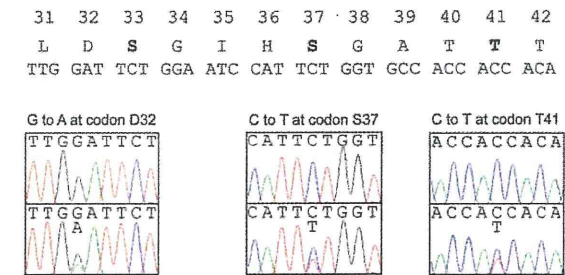 31 32 33 34 35 36 37 38 39 40 41 42
L D S G I H S G A T T T
TTG GAT TCT GGA ATC CAT TCT GGT GCC ACC ACC ACA
G to A at codon D32 C to T at codon S37 C to T at codon T41
TTGGATTCT CATTCTGGT ACCACCACA
TTGGATTCT CATTCTGGT ACCACCACA
A T T